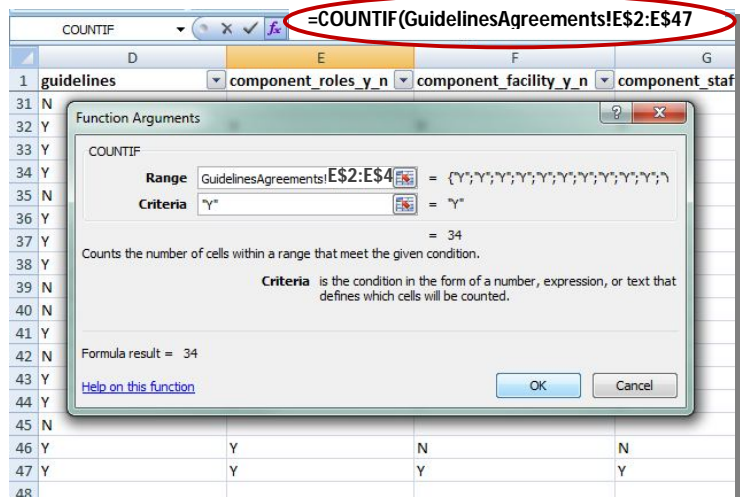 COUNTIF =COUNTIF(GuidelinesAgreements!E$2:E$47
D E F G
1 guidelines component_roles_y_n component_facility_y_n component_staf
31 N
32 Y
33 Y
34 Y
35 N
36 Y
37 Y
38 Y
39 N
40 N
41 Y
42 N
43 Y
44 Y
45 N
46 Y Y N N
47 Y Y Y Y
48
Function Arguments
COUNTIF
Range GuidelinesAgreements!E$2:E$4 = {"Y";"Y";"Y";"Y";"Y";"Y";"Y";"Y";"Y";"Y";"Y";"
Criteria "Y" = "Y"
= 34
Counts the number of cells within a range that meet the given condition.
Criteria is the condition in the form of a number, expression, or text that
defines which cells will be counted.
Formula result = 34
Help on this function OK Cancel